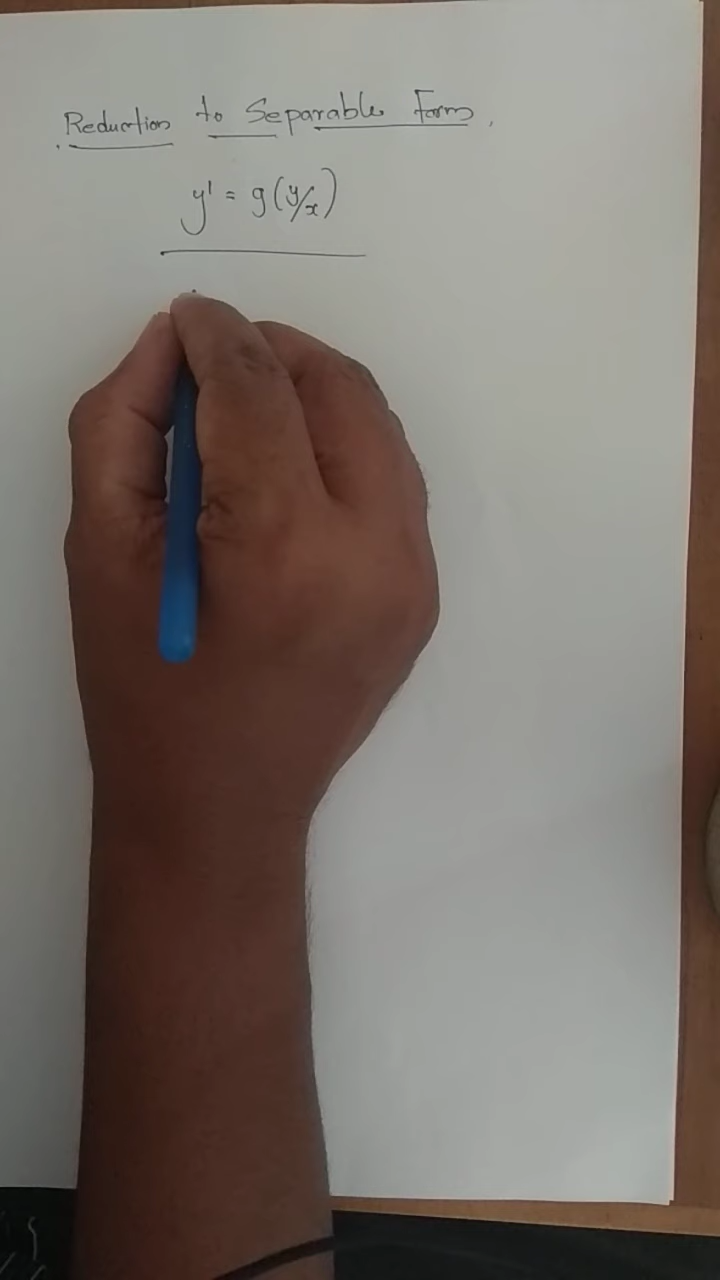 Reduction to Separable Form.
y' = g(y/x)